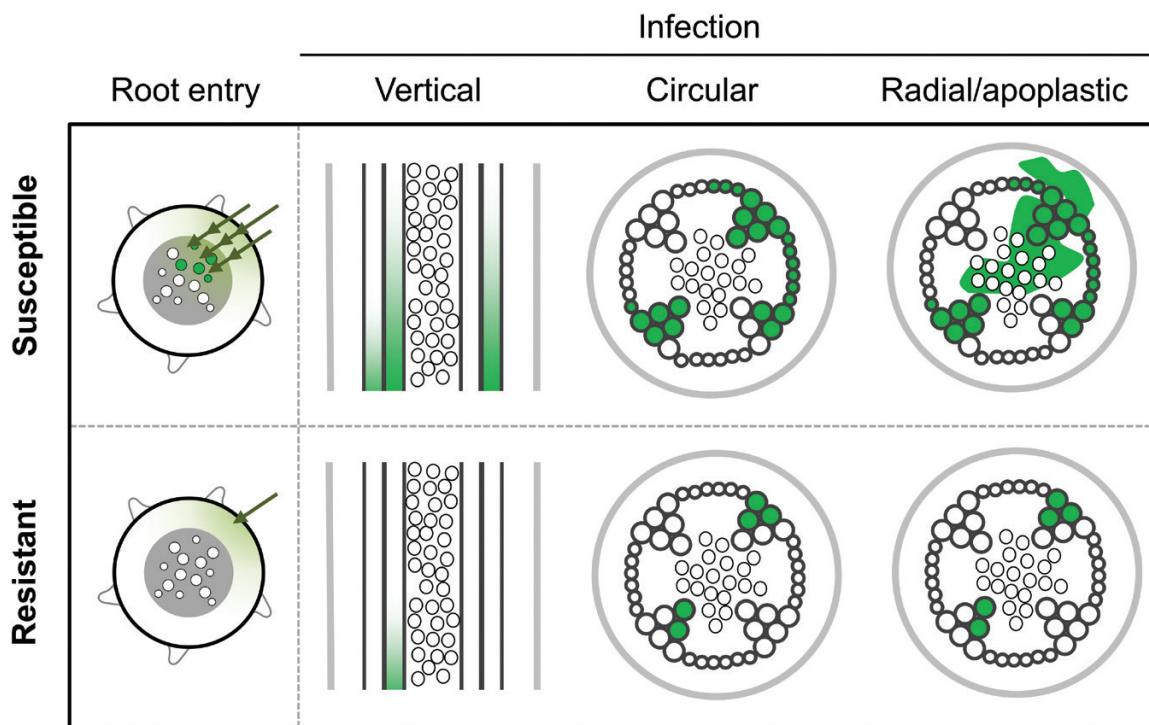 Infection
Root entry
Vertical
Circular
Radial/apoplastic
Susceptible
Resistant